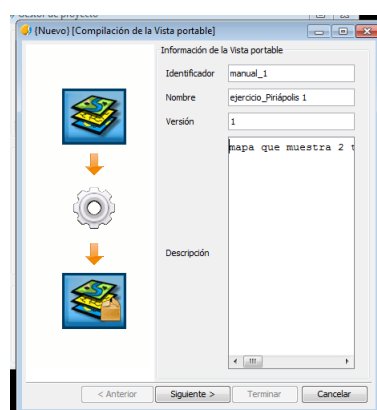 Gestor de proyecto
{Nuevo} [Compilación de la Vista portable]
Información de la Vista portable
Identificador manual_1
Nombre ejercicio_Piriápolis 1
Versión 1
mapa que muestra 2 t
Descripción
< Anterior Siguiente > Terminar Cancelar